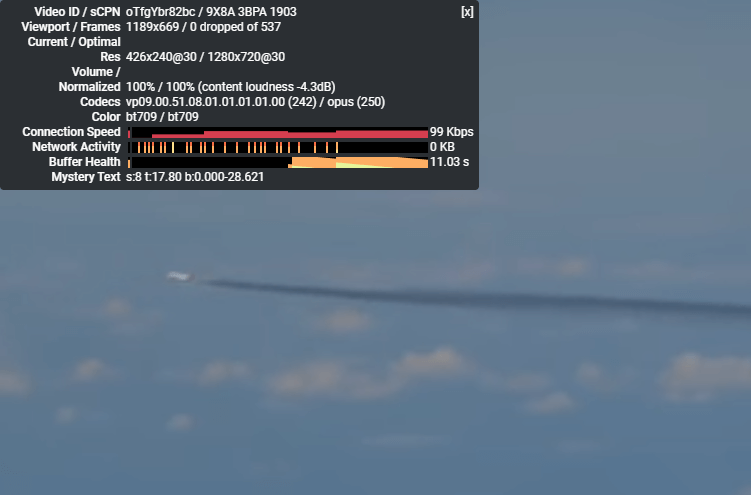 Video ID / sCPN oTfgYbr82bc / 9X8A 3BPA 1903 [x]
Viewport / Frames 1189x669 / 0 dropped of 537
Current / Optimal
Res 426x240@30 / 1280x720@30
Volume /
Normalized 100% / 100% (content loudness -4.3dB)
Codecs vp09.00.51.08.01.01.01.01.00 (242) / opus (250)
Color bt709 / bt709
Connection Speed 99 Kbps
Network Activity 0 KB
Buffer Health 11.03 s
Mystery Text s:8 t:17.80 b:0.000-28.621